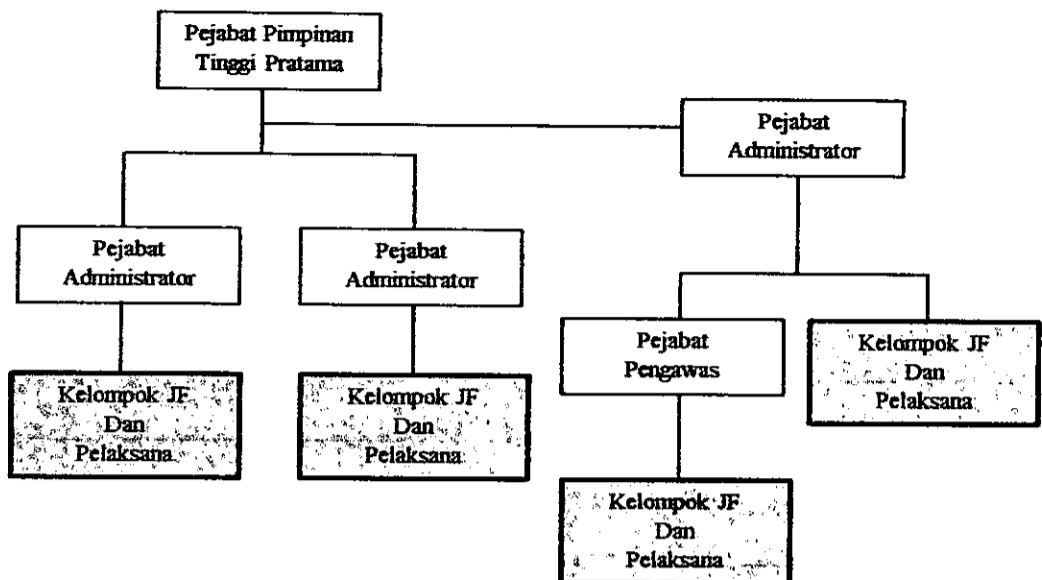 Pejabat Pimpinan
Tinggi Pratama
Pejabat
Administrator
Pejabat
Administrator
Pejabat
Administrator
Pejabat
Pengawas
Kelompok JF
Dan
Pelaksana
Kelompok JF
Dan
Pelaksana
Kelompok JF
Dan
Pelaksana
Kelompok JF
Dan
Pelaksana